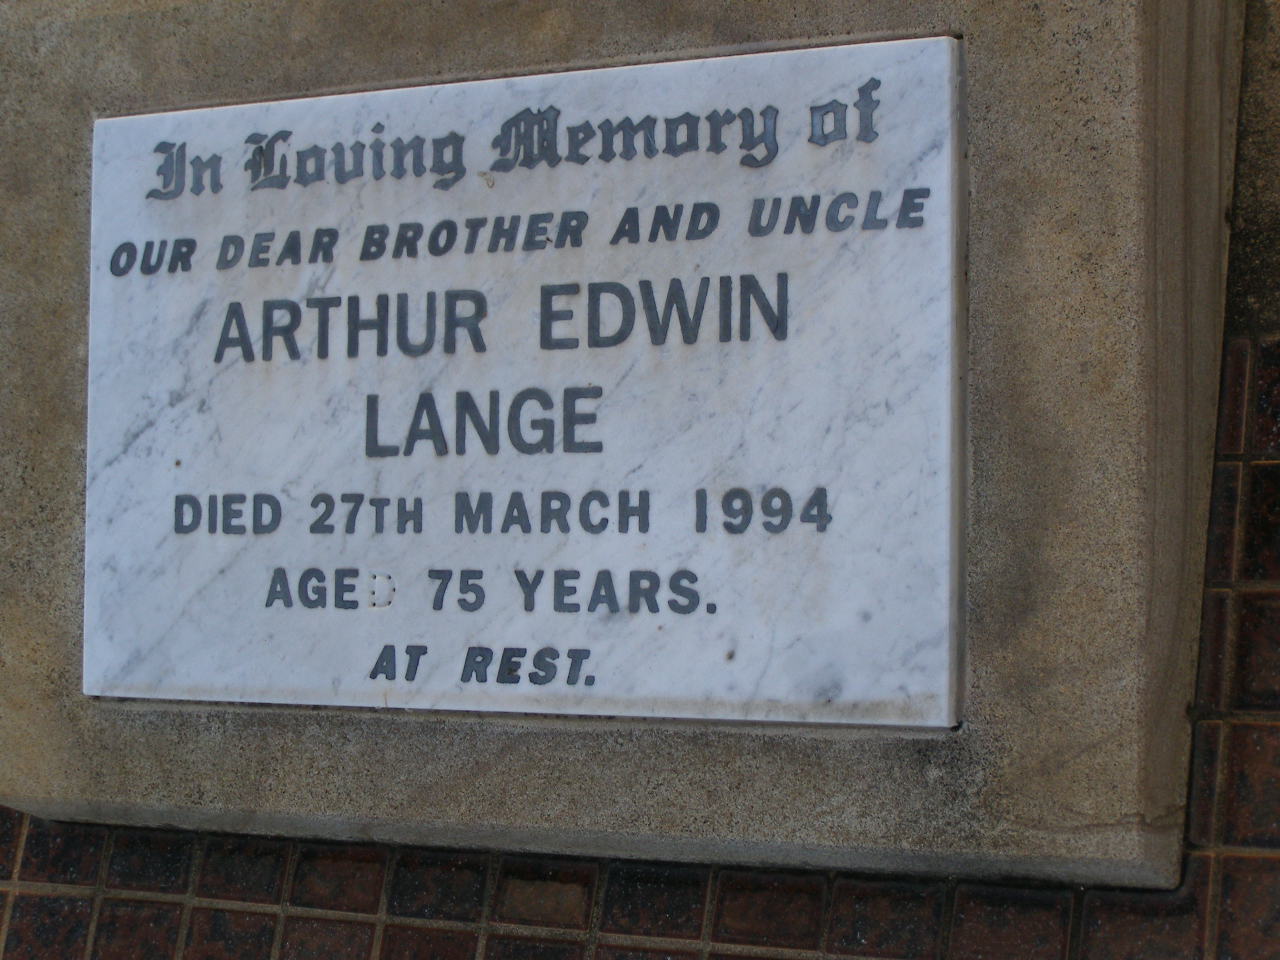 In Loving Memory of
OUR DEAR BROTHER AND UNCLE
ARTHUR EDWIN
LANGE
DIED 27TH MARCH 1994
AGED 75 YEARS.
AT REST.